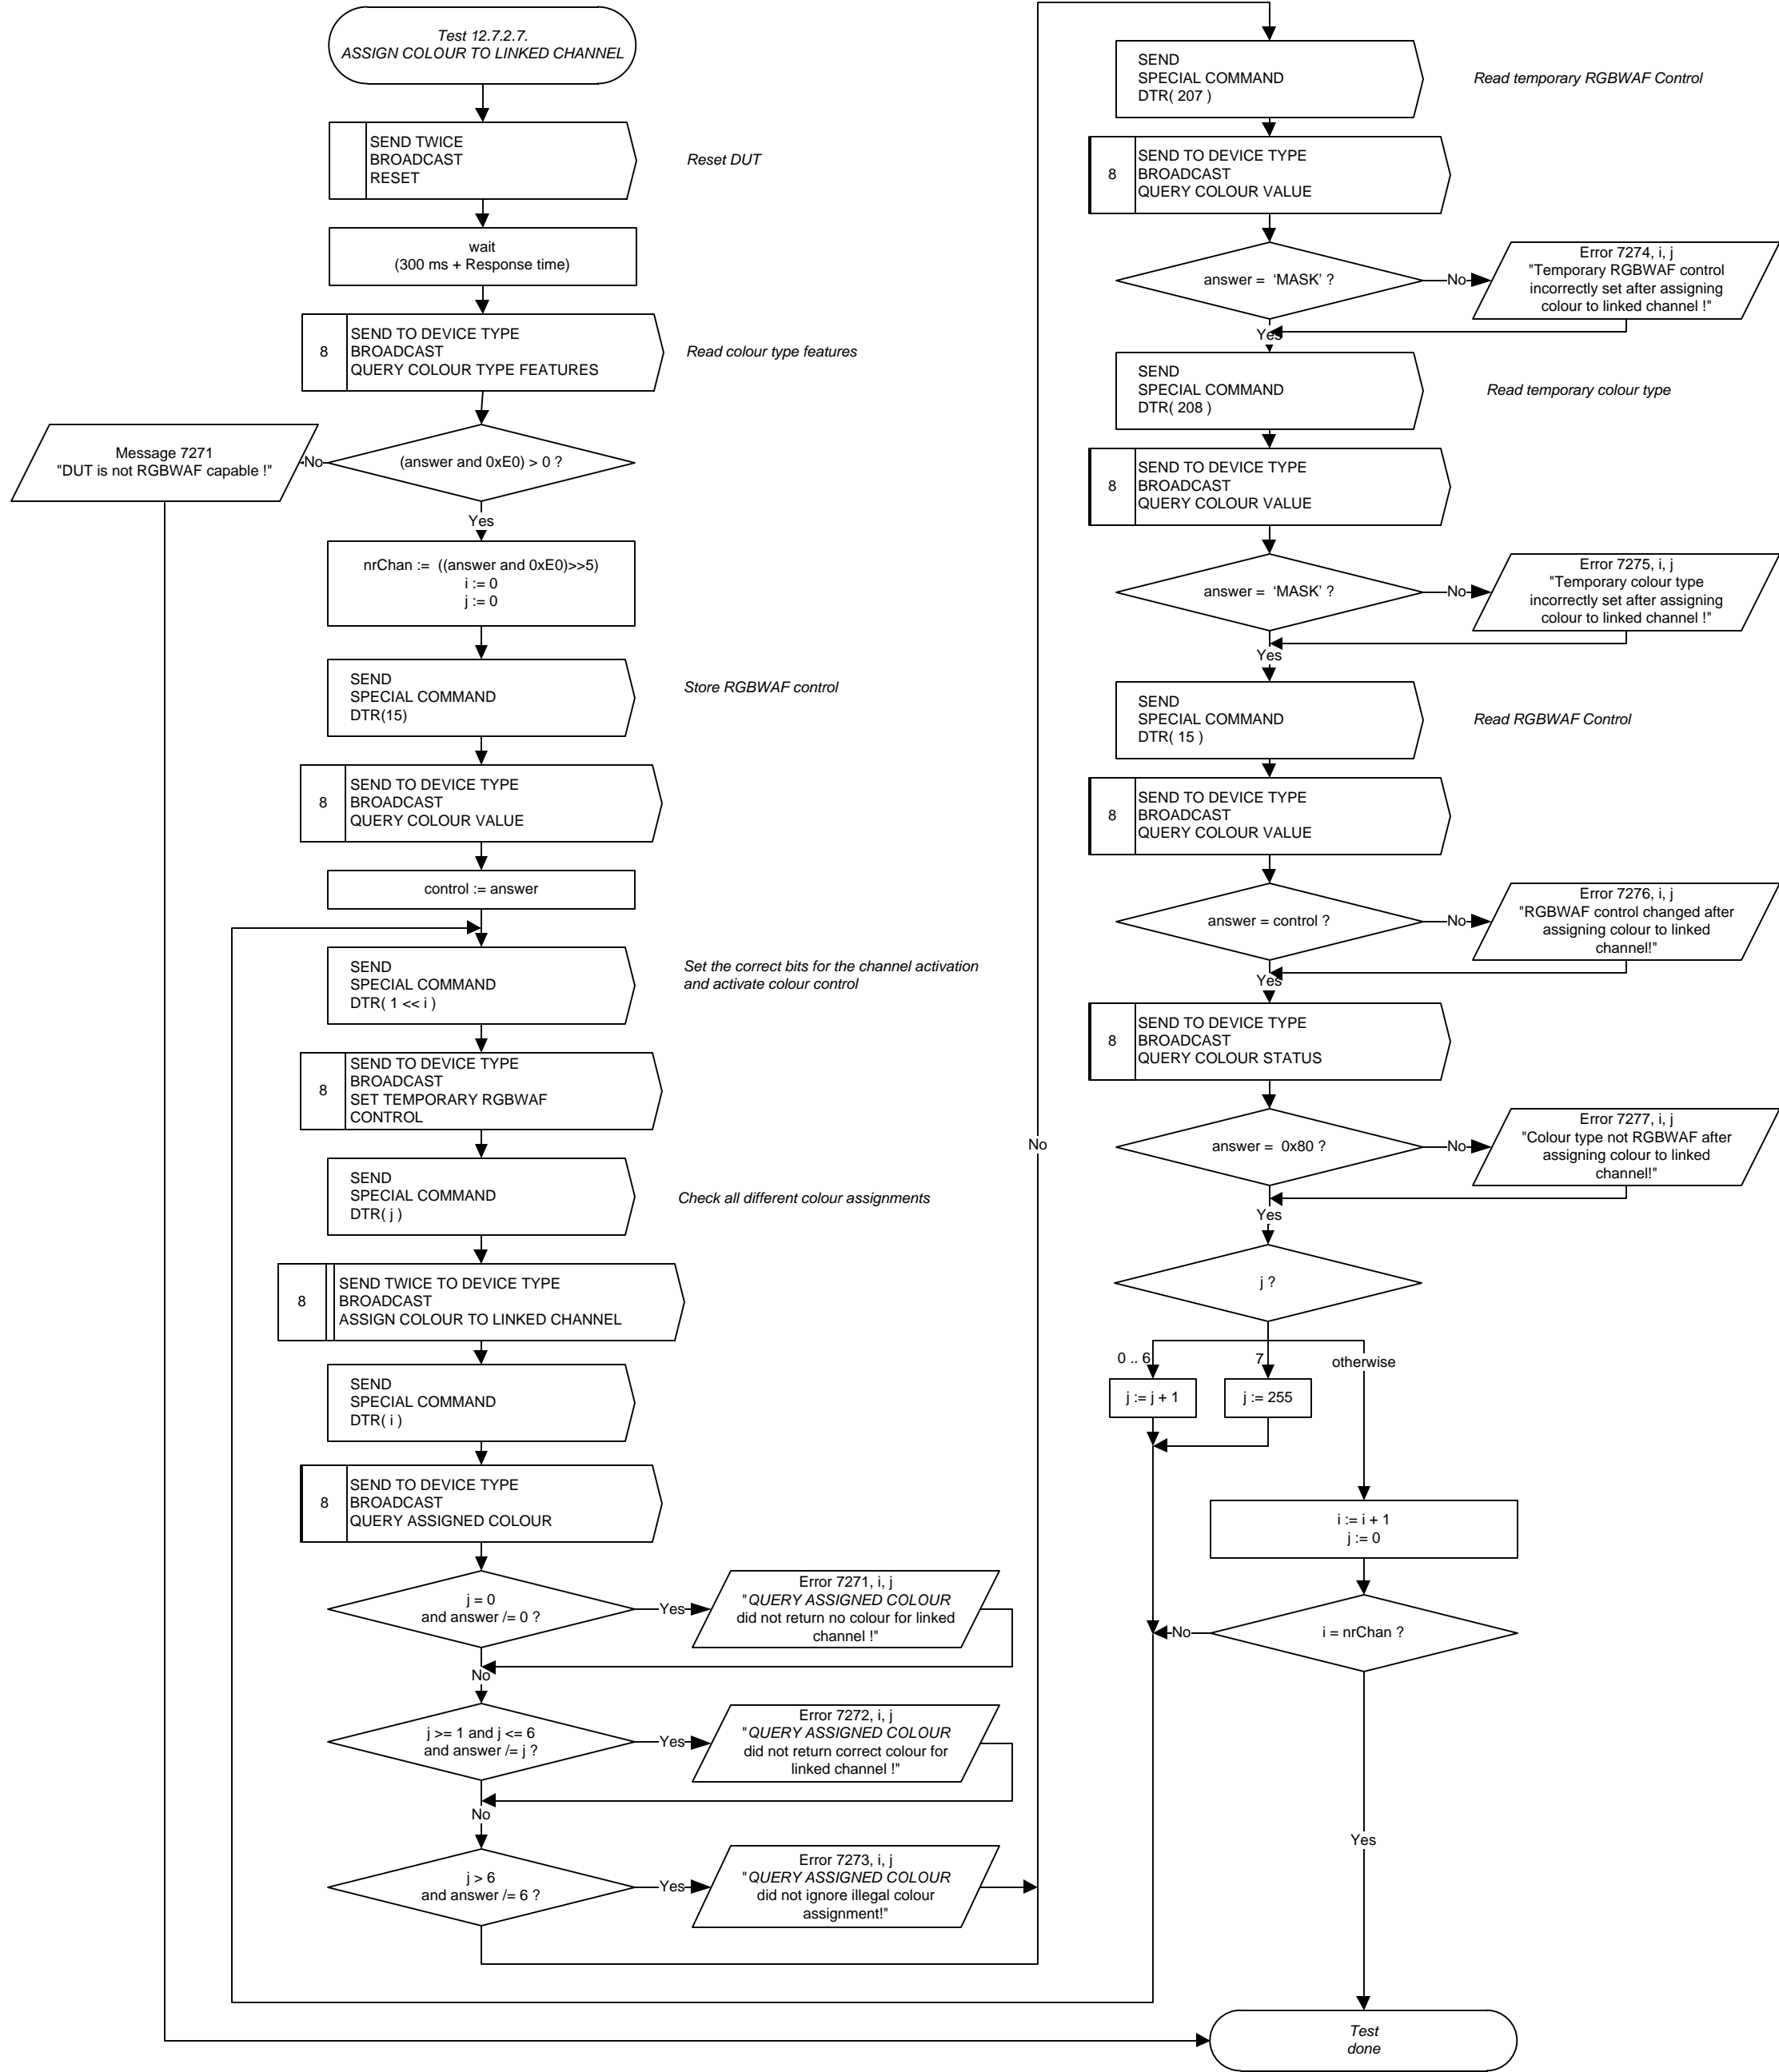 Test 12.7.2.7.
ASSIGN COLOUR TO LINKED CHANNEL
SEND TWICE
BROADCAST
RESET
Reset DUT
wait
(300 ms + Response time)
8
SEND TO DEVICE TYPE
BROADCAST
QUERY COLOUR TYPE FEATURES
Read colour type features
Message 7271
"DUT is not RGBWAF capable !"
No
(answer and 0xE0) > 0 ?
Yes
nrChan := ((answer and 0xE0)>>5)
i := 0
j := 0
SEND
SPECIAL COMMAND
DTR(15)
Store RGBWAF control
8
SEND TO DEVICE TYPE
BROADCAST
QUERY COLOUR VALUE
control := answer
SEND
SPECIAL COMMAND
DTR( 1 << i )
Set the correct bits for the channel activation
and activate colour control
8
SEND TO DEVICE TYPE
BROADCAST
SET TEMPORARY RGBWAF
CONTROL
SEND
SPECIAL COMMAND
DTR( j )
Check all different colour assignments
8
SEND TWICE TO DEVICE TYPE
BROADCAST
ASSIGN COLOUR TO LINKED CHANNEL
SEND
SPECIAL COMMAND
DTR( i )
8
SEND TO DEVICE TYPE
BROADCAST
QUERY ASSIGNED COLOUR
j = 0
and answer /= 0 ?
Yes
Error 7271, i, j
"QUERY ASSIGNED COLOUR
did not return no colour for linked
channel !"
No
j >= 1 and j <= 6
and answer /= j ?
Yes
Error 7272, i, j
"QUERY ASSIGNED COLOUR
did not return correct colour for
linked channel !"
No
j > 6
and answer /= 6 ?
Yes
Error 7273, i, j
"QUERY ASSIGNED COLOUR
did not ignore illegal colour
assignment!"
No
SEND
SPECIAL COMMAND
DTR( 207 )
Read temporary RGBWAF Control
8
SEND TO DEVICE TYPE
BROADCAST
QUERY COLOUR VALUE
answer = ‘MASK’ ?
No
Error 7274, i, j
"Temporary RGBWAF control
incorrectly set after assigning
colour to linked channel !"
Yes
SEND
SPECIAL COMMAND
DTR( 208 )
Read temporary colour type
8
SEND TO DEVICE TYPE
BROADCAST
QUERY COLOUR VALUE
answer = ‘MASK’ ?
No
Error 7275, i, j
"Temporary colour type
incorrectly set after assigning
colour to linked channel !"
Yes
SEND
SPECIAL COMMAND
DTR( 15 )
Read RGBWAF Control
8
SEND TO DEVICE TYPE
BROADCAST
QUERY COLOUR VALUE
answer = control ?
No
Error 7276, i, j
"RGBWAF control changed after
assigning colour to linked
channel!"
Yes
8
SEND TO DEVICE TYPE
BROADCAST
QUERY COLOUR STATUS
answer = 0x80 ?
No
Error 7277, i, j
"Colour type not RGBWAF after
assigning colour to linked
channel!"
Yes
j ?
0 .. 6
7
otherwise
j := j + 1
j := 255
i := i + 1
j := 0
No
i = nrChan ?
Yes
Test
done